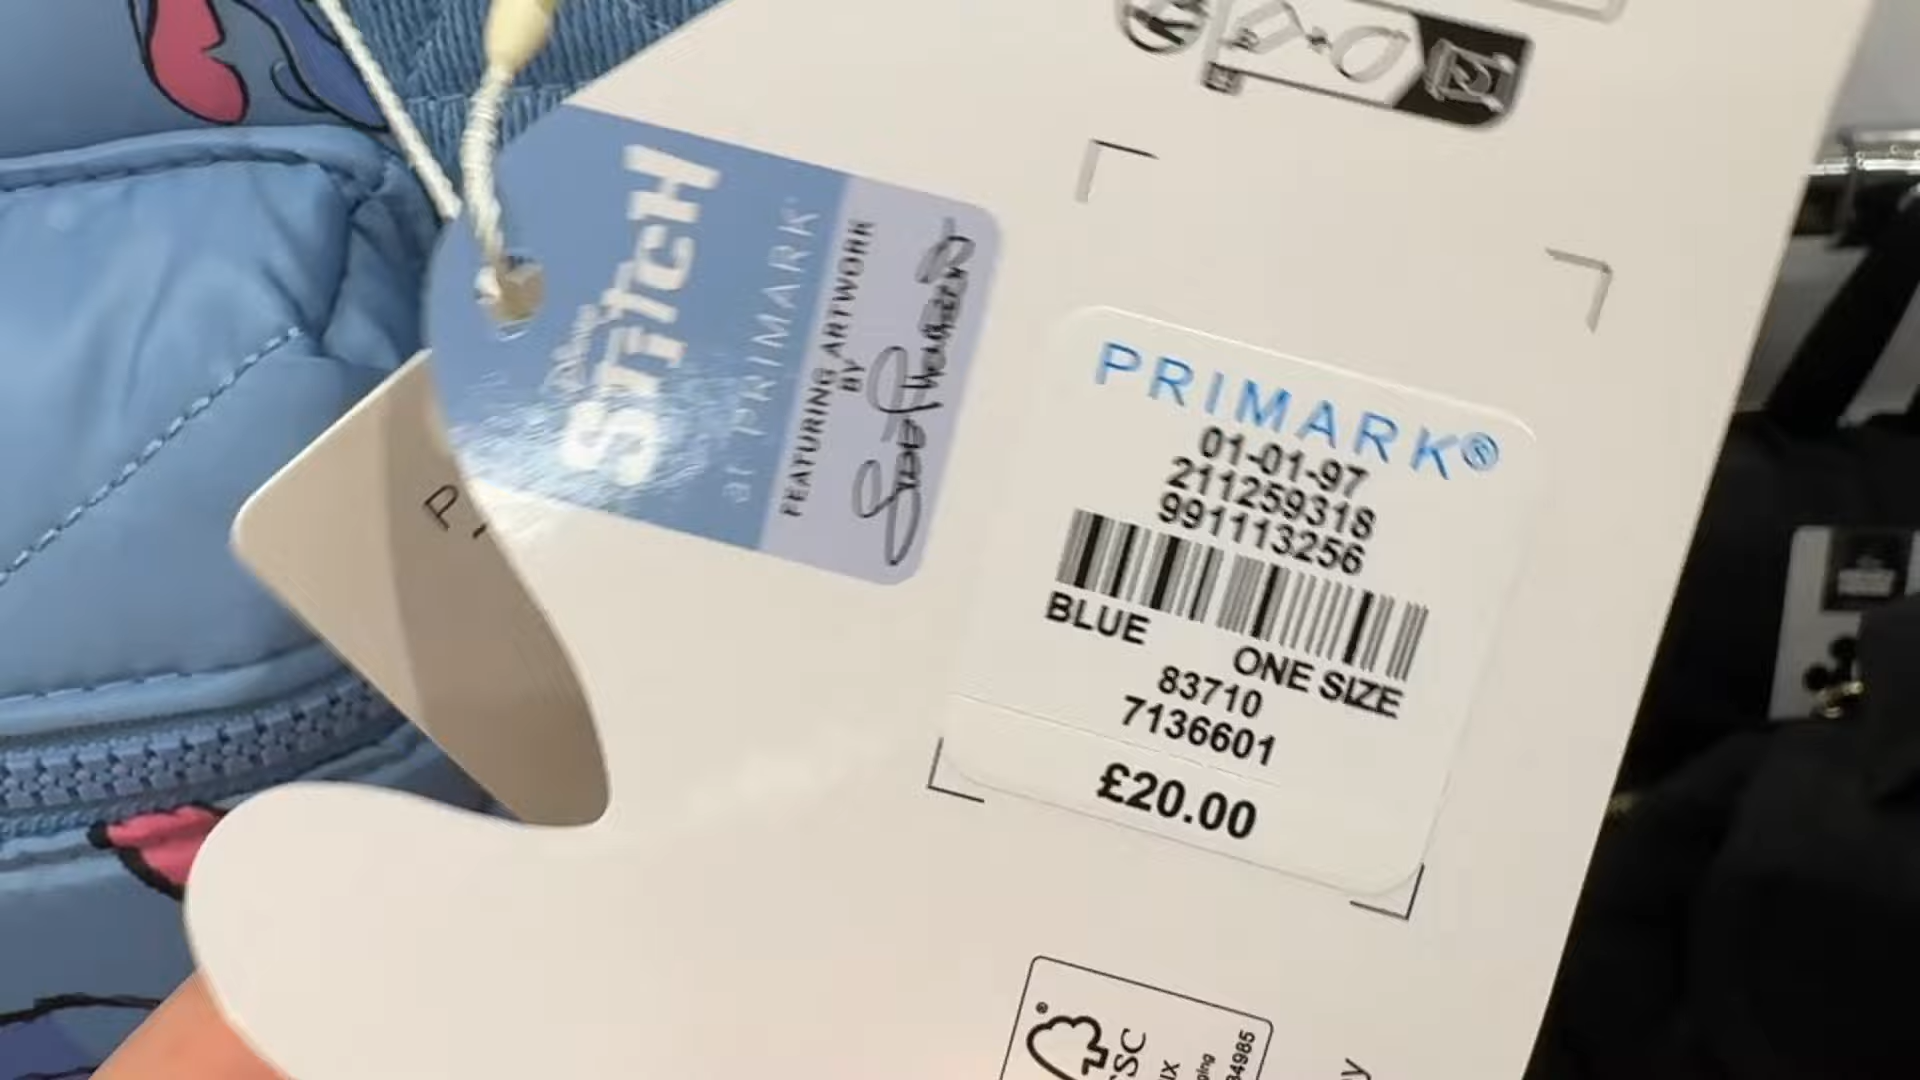 Disney
Stitch
at PRIMARK
FEATURING ARTWORK
BY
PRIMARK®
01-01-97
211259318
991113256
BLUE
ONE SIZE
83710
7136601
£20.00
P
FSC